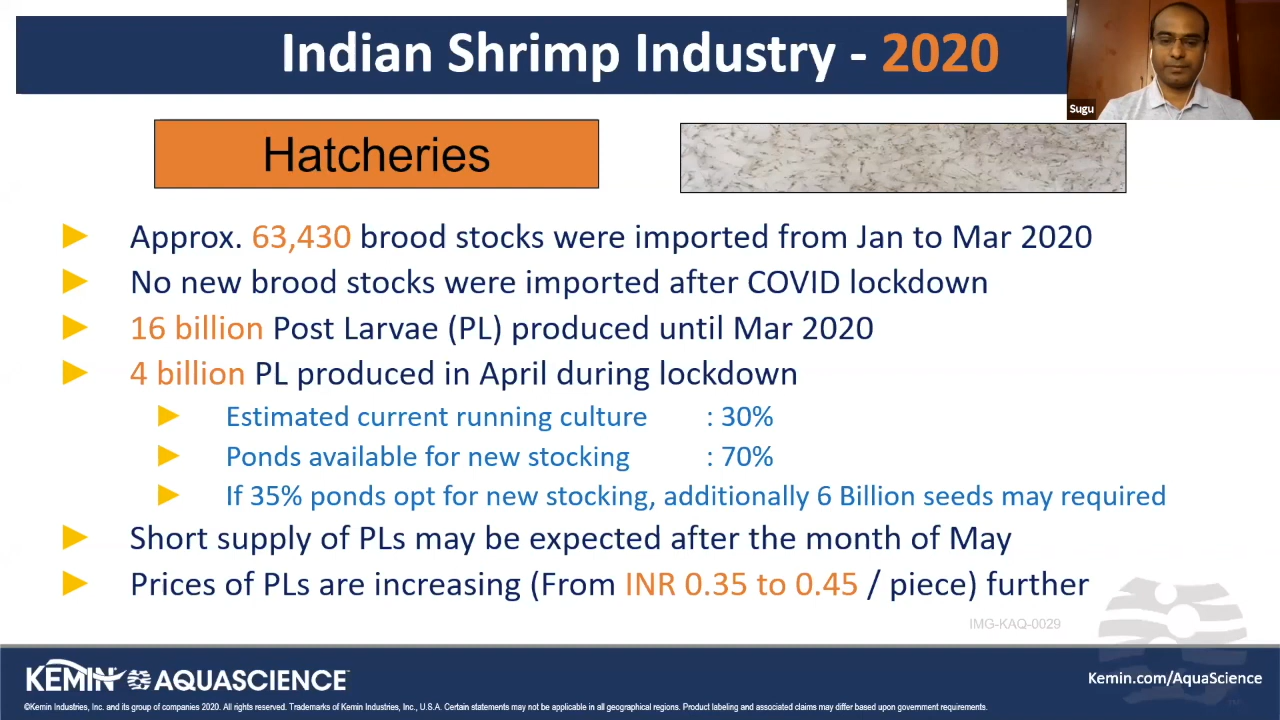 Indian Shrimp Industry - 2020
Sugu
Hatcheries
Approx. 63,430 brood stocks were imported from Jan to Mar 2020
No new brood stocks were imported after COVID lockdown
16 billion Post Larvae (PL) produced until Mar 2020
4 billion PL produced in April during lockdown
Estimated current running culture : 30%
Ponds available for new stocking : 70%
If 35% ponds opt for new stocking, additionally 6 Billion seeds may required
Short supply of PLs may be expected after the month of May
Prices of PLs are increasing (From INR 0.35 to 0.45 / piece) further
IMG-KAQ-0029
KEMIN AQUASCIENCE™
Kemin.com/AquaScience
©Kemin Industries, Inc. and its group of companies 2020. All rights reserved. Trademarks of Kemin Industries, Inc., U.S.A. Certain statements may not be applicable in all geographical regions. Product labeling and associated claims may differ based upon government requirements.